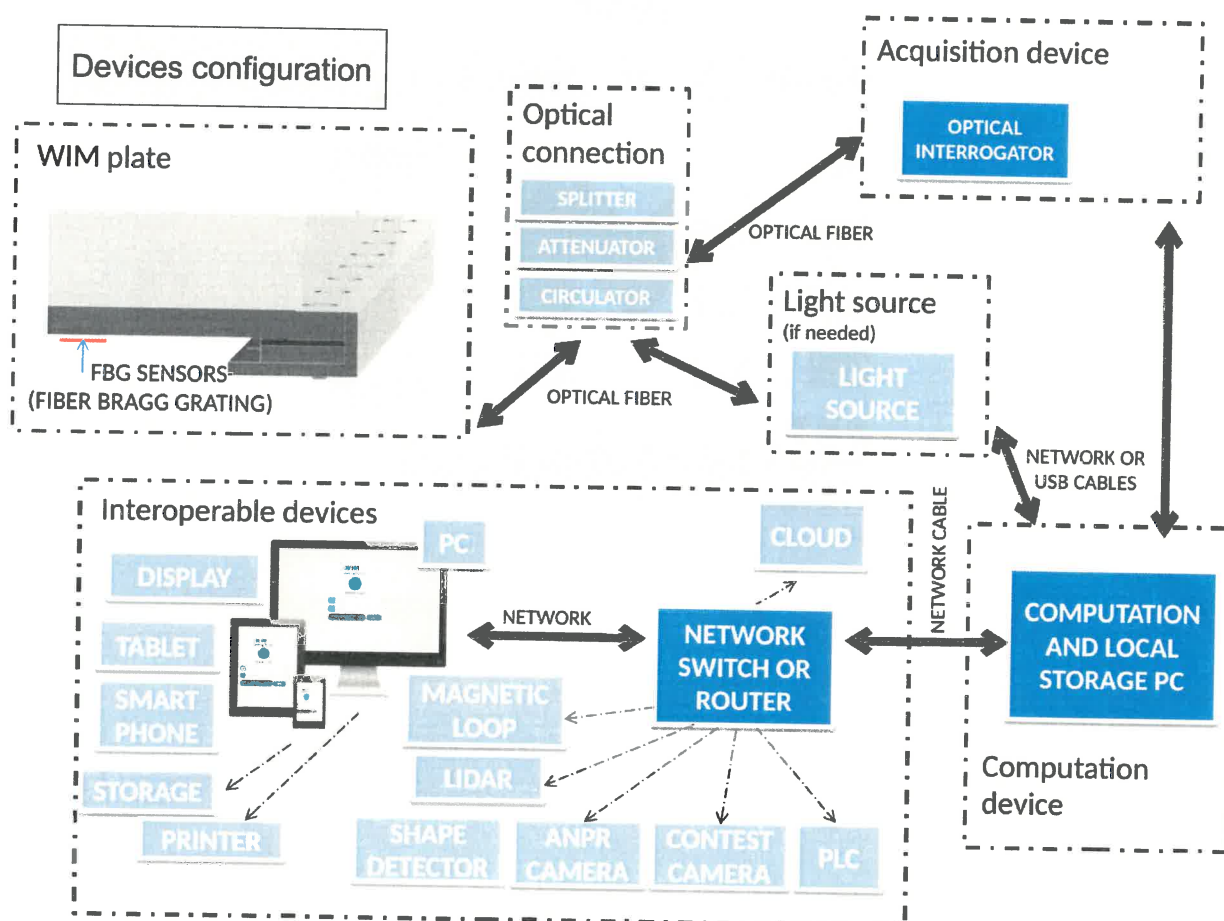 Devices configuration
WIM plate
FBG SENSORS
(FIBER BRAGG GRATING)
Optical
connection
SPLITTER
ATTENUATOR
CIRCULATOR
Acquisition device
OPTICAL
INTERROGATOR
OPTICAL FIBER
OPTICAL FIBER
Light source
(if needed)
LIGHT
SOURCE
NETWORK OR
USB CABLES
Interoperable devices
PC
DISPLAY
TABLET
SMART
PHONE
STORAGE
PRINTER
NETWORK
CLOUD
NETWORK
SWITCH OR
ROUTER
MAGNETIC
LOOP
LIDAR
SHAPE
DETECTOR
ANPR
CAMERA
CONTEST
CAMERA
PLC
NETWORK CABLE
COMPUTATION
AND LOCAL
STORAGE PC
Computation
device